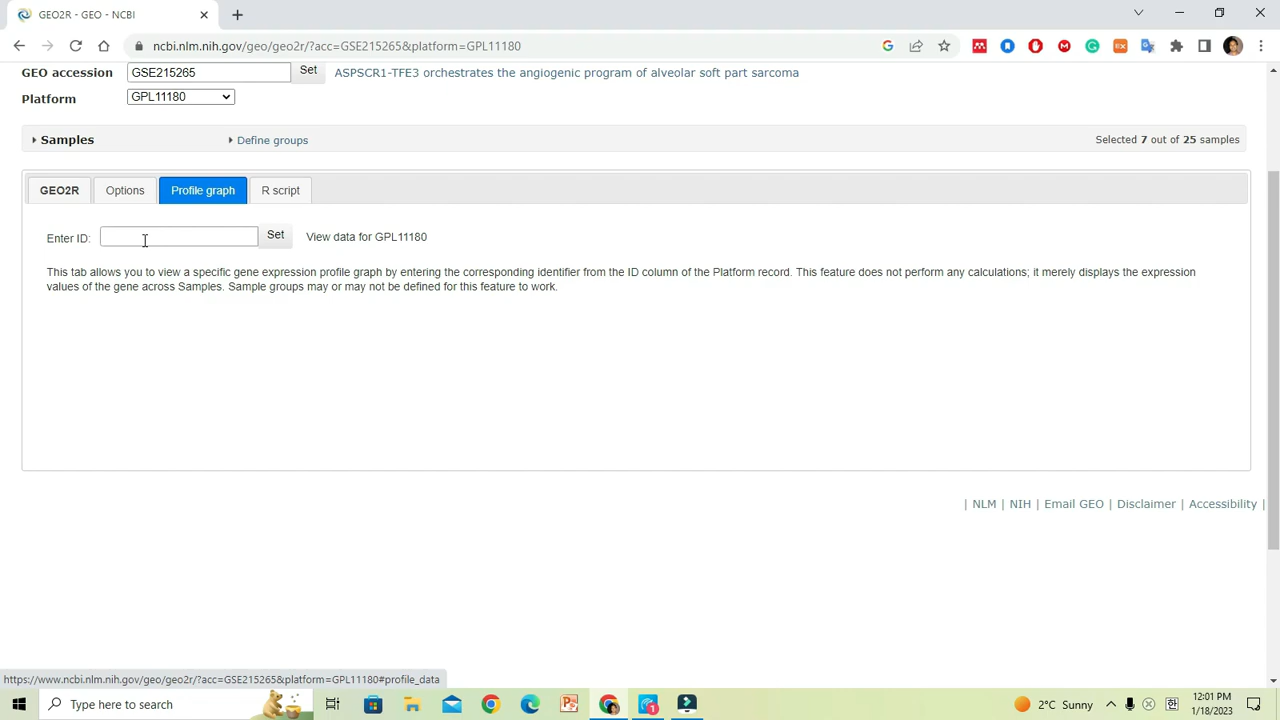 GEO2R - GEO - NCBI
ncbi.nlm.nih.gov/geo/geo2r/?acc=GSE215265&platform=GPL11180
GEO accession GSE215265 Set ASPSCR1-TFE3 orchestrates the angiogenic program of alveolar soft part sarcoma
Platform GPL11180
Samples Define groups Selected 7 out of 25 samples
GEO2R Options Profile graph R script
Enter ID: Set View data for GPL11180
This tab allows you to view a specific gene expression profile graph by entering the corresponding identifier from the ID column of the Platform record. This feature does not perform any calculations; it merely displays the expression
values of the gene across Samples. Sample groups may or may not be defined for this feature to work.
| NLM | NIH | Email GEO | Disclaimer | Accessibility |
https://www.ncbi.nlm.nih.gov/geo/geo2r/?acc=GSE215265&platform=GPL11180#profile_data
Type here to search
2°C Sunny
한
12:01 PM
1/18/2023